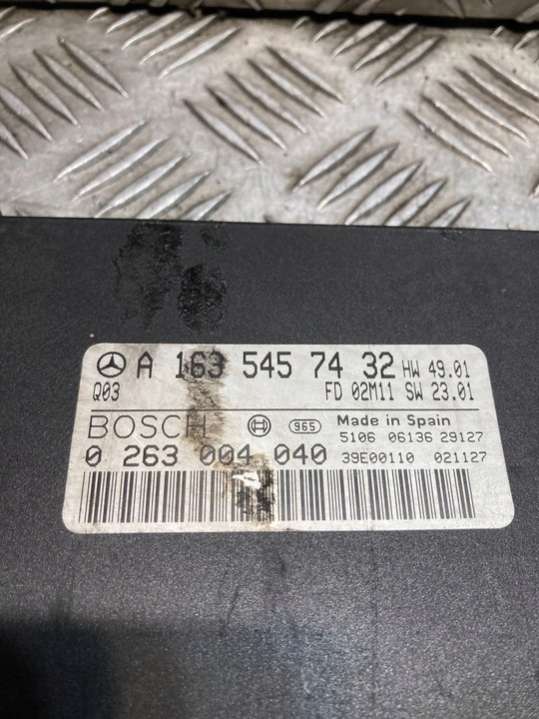 A 163 545 74 32 HW 49.01
Q03 FD 02M11 SW 23.01
BOSCH 965 Made in Spain
5106 06136 29127
0 263 004 040 39E00110 021127